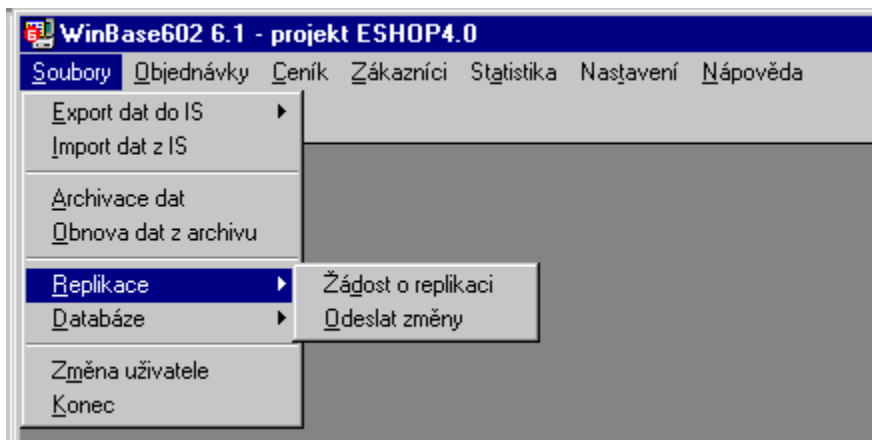 WinBase602 6.1 - projekt ESHOP4.0
Soubory Objednávky Ceník Zákazníci Statistika Nastavení Nápověda
Export dat do IS
Import dat z IS
Archivace dat
Obnova dat z archivu
Replikace
Žádost o replikaci
Databáze
Odeslat změny
Změna uživatele
Konec